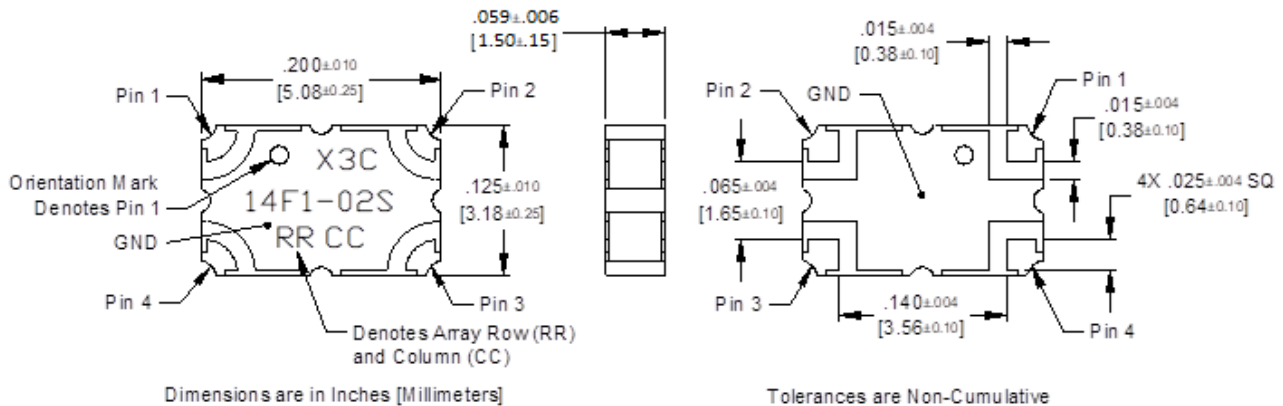 .059±.006
[1.50±.15]
.200±.010
[5.08±0.25]
Pin 1
Pin 2
X3C
14F1-02S
RR CC
Orientation Mark
Denotes Pin 1
GND
.125±.010
[3.18±0.25]
Pin 4
Pin 3
Denotes Array Row (RR)
and Column (CC)
Dimensions are in Inches [Millimeters]
.015±.004
[0.38±0.10]
Pin 2
GND
Pin 1
.015±.004
[0.38±0.10]
.065±.004
[1.65±0.10]
4X .025±.004 SQ
[0.64±0.10]
Pin 3
.140±.004
[3.56±0.10]
Pin 4
Tolerances are Non-Cumulative